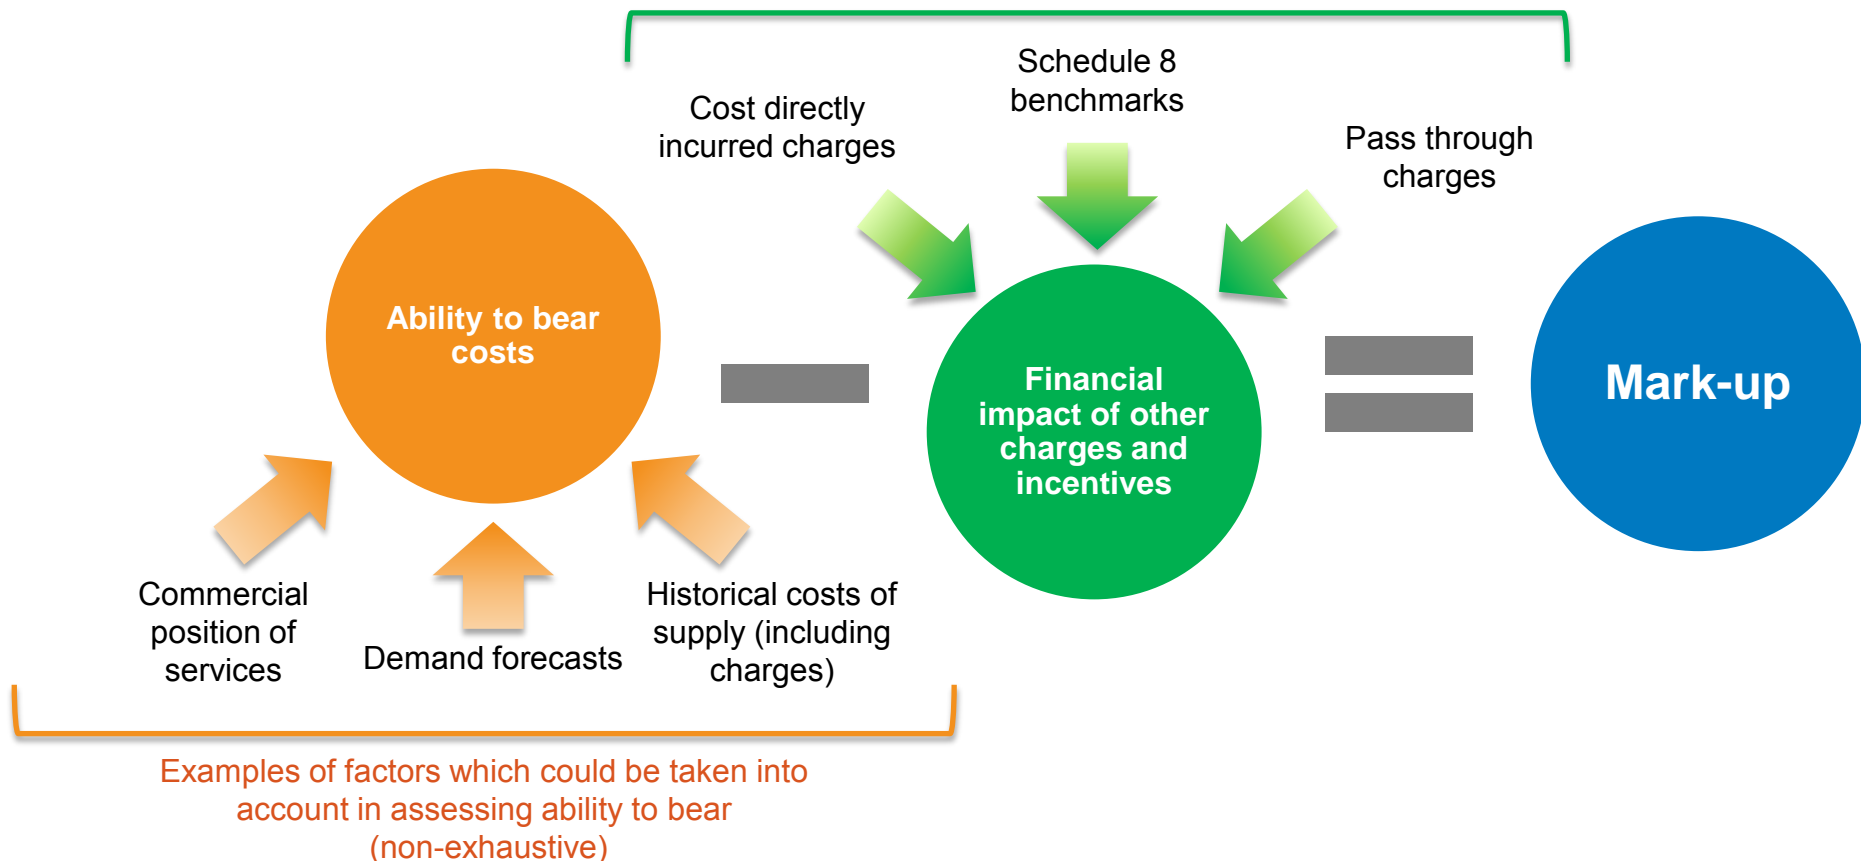 Schedule 8
benchmarks
Cost directly
incurred charges
Pass through
charges
Ability to bear
costs
Financial
impact of other
charges and
incentives
Mark-up
Commercial
position of
services
Demand forecasts
Historical costs of
supply (including
charges)
Examples of factors which could be taken into
account in assessing ability to bear
(non-exhaustive)